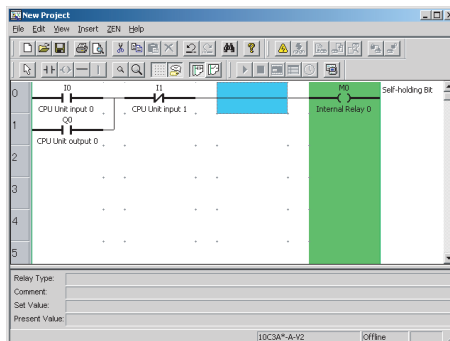 New Project
File Edit View Insert ZEN Help
0
I0
I1
M0
Self-holding Bit
CPU Unit input 0
CPU Unit input 1
Internal Relay 0
1
Q0
CPU Unit output 0
2
3
4
5
Relay Type:
Comment:
Set Value:
Present Value:
10C3A*-A-V2
Offline